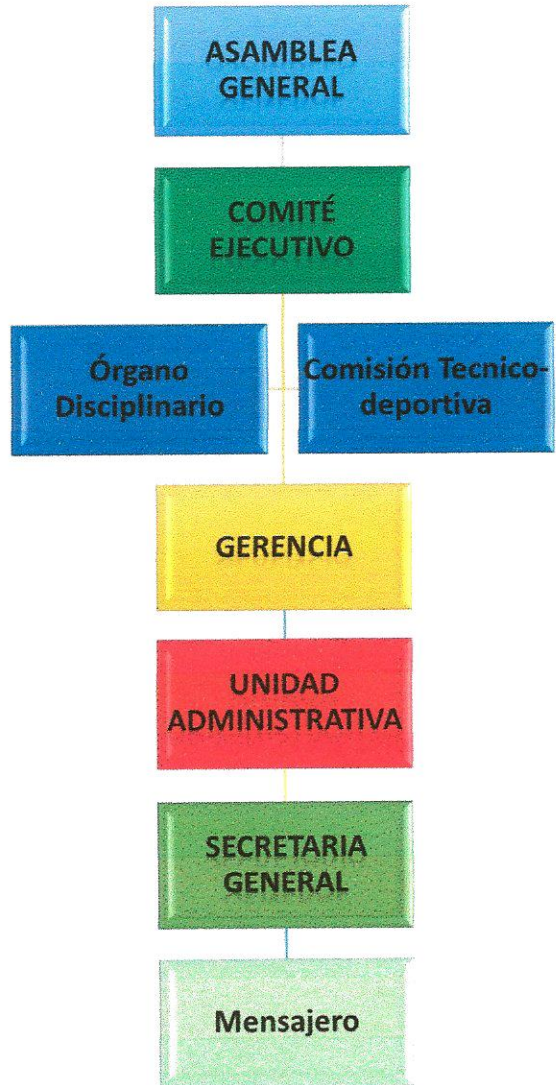 ASAMBLEA
GENERAL
COMITÉ
EJECUTIVO
Órgano
Disciplinario
Comisión Tecnico-
deportiva
GERENCIA
UNIDAD
ADMINISTRATIVA
SECRETARIA
GENERAL
Mensajero